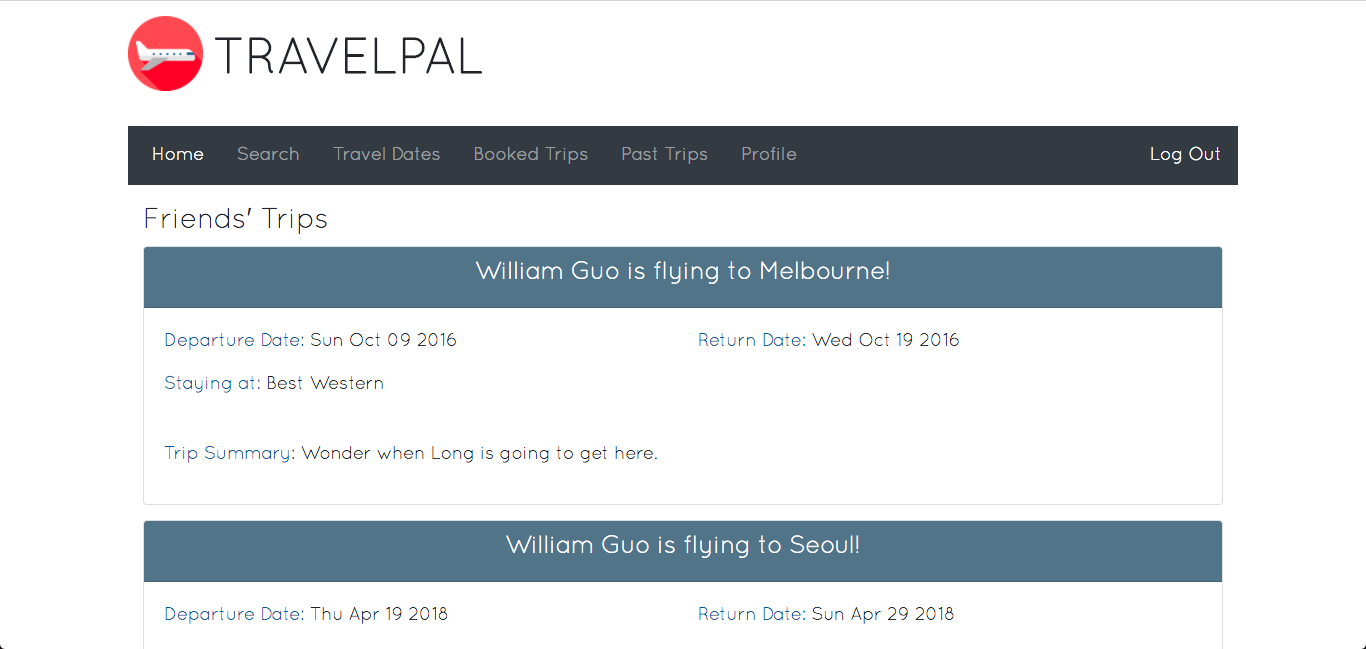 TRAVELPAL
Home Search Travel Dates Booked Trips Past Trips Profile Log Out
Friends' Trips
William Guo is flying to Melbourne!
Departure Date: Sun Oct 09 2016 Return Date: Wed Oct 19 2016
Staying at: Best Western
Trip Summary: Wonder when Long is going to get here.
William Guo is flying to Seoul!
Departure Date: Thu Apr 19 2018 Return Date: Sun Apr 29 2018